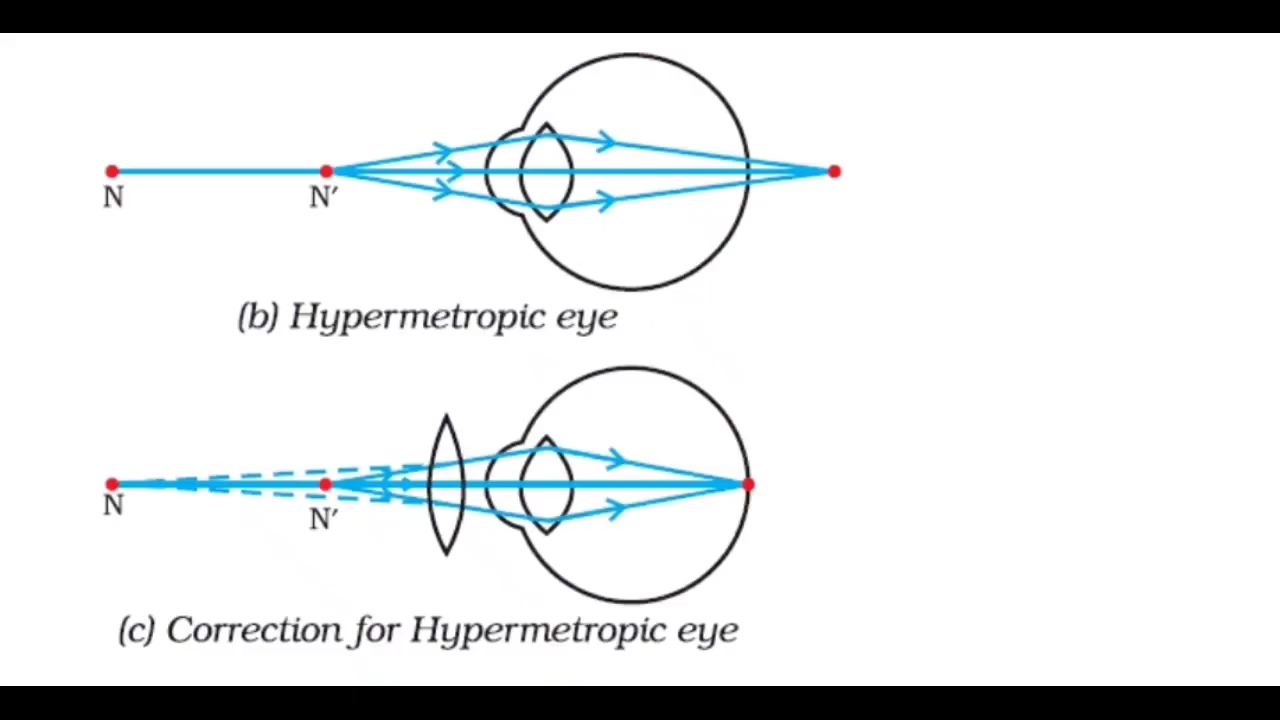 N N′
(b) Hypermetropic eye
N
N′
(c) Correction for Hypermetropic eye